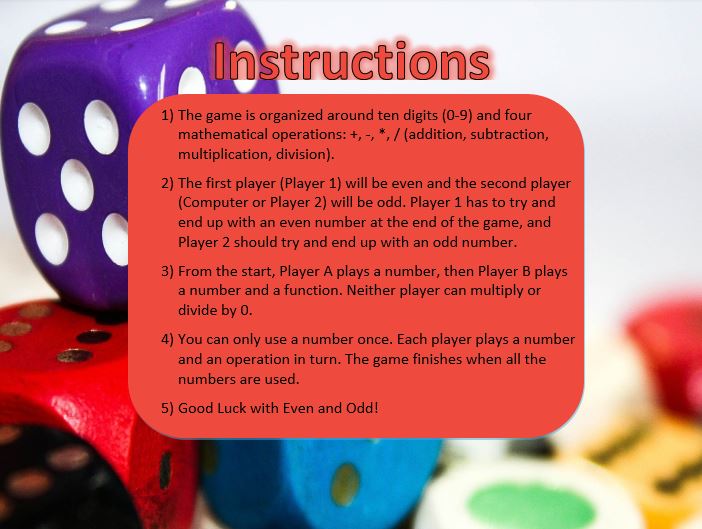 Instructions
1) The game is organized around ten digits (0-9) and four
mathematical operations: +, -, *, / (addition, subtraction,
multiplication, division).
2) The first player (Player 1) will be even and the second player
(Computer or Player 2) will be odd. Player 1 has to try and
end up with an even number at the end of the game, and
Player 2 should try and end up with an odd number.
3) From the start, Player A plays a number, then Player B plays
a number and a function. Neither player can multiply or
divide by 0.
4) You can only use a number once. Each player plays a number
and an operation in turn. The game finishes when all the
numbers are used.
5) Good Luck with Even and Odd!